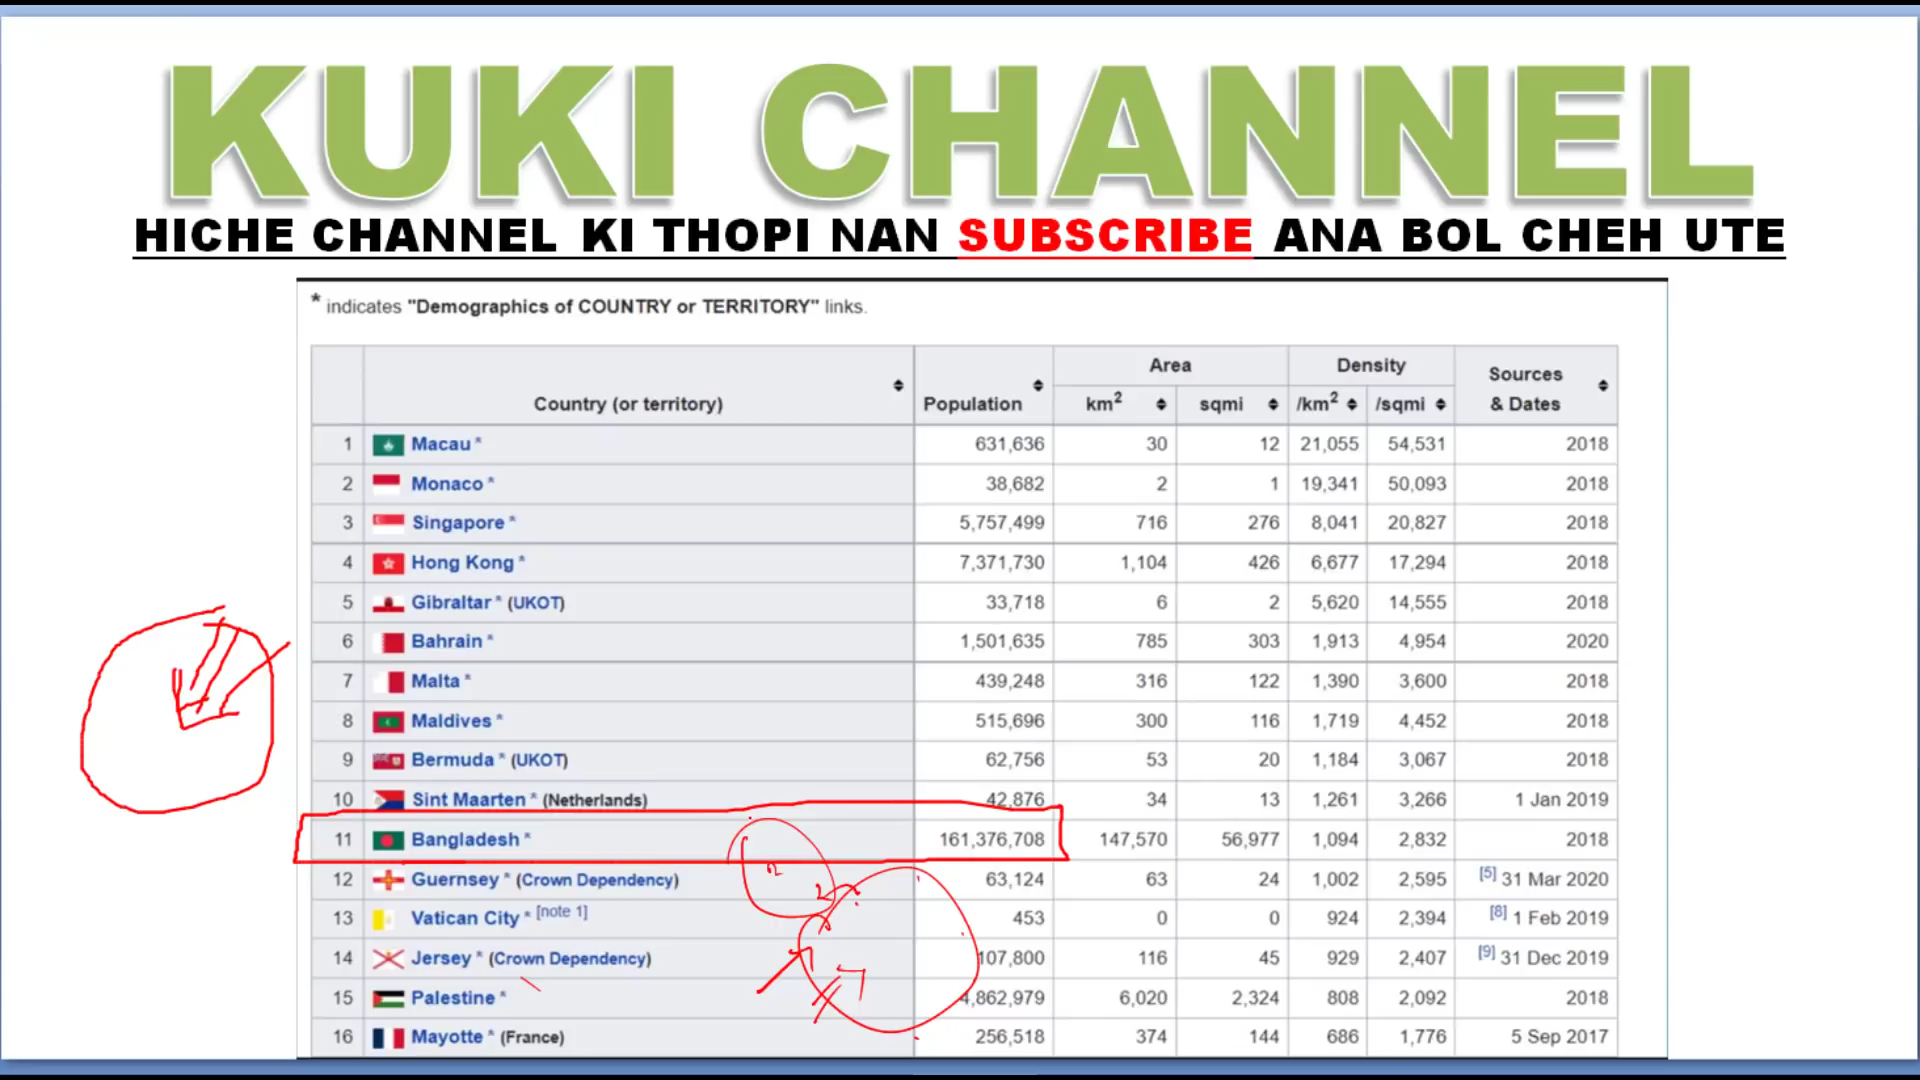 KUKI CHANNEL
HICHE CHANNEL KI THOPI NAN SUBSCRIBE ANA BOL CHEH UTE
* indicates "Demographics of COUNTRY or TERRITORY" links.
Country (or territory) Population Area km2 sqmi Density /km2 /sqmi Sources & Dates
1 Macau * 631,636 30 12 21,055 54,531 2018
2 Monaco * 38,682 2 1 19,341 50,093 2018
3 Singapore * 5,757,499 716 276 8,041 20,827 2018
4 Hong Kong * 7,371,730 1,104 426 6,677 17,294 2018
5 Gibraltar * (UKOT) 33,718 6 2 5,620 14,555 2018
6 Bahrain * 1,501,635 785 303 1,913 4,954 2020
7 Malta * 439,248 316 122 1,390 3,600 2018
8 Maldives * 515,696 300 116 1,719 4,452 2018
9 Bermuda * (UKOT) 62,756 53 20 1,184 3,067 2018
10 Sint Maarten * (Netherlands) 42,876 34 13 1,261 3,266 1 Jan 2019
11 Bangladesh * 161,376,708 147,570 56,977 1,094 2,832 2018
12 Guernsey * (Crown Dependency) 63,124 63 24 1,002 2,595 [5] 31 Mar 2020
13 Vatican City * [note 1] 453 0 0 924 2,394 [8] 1 Feb 2019
14 Jersey * (Crown Dependency) 107,800 116 45 929 2,407 [9] 31 Dec 2019
15 Palestine * 4,862,979 6,020 2,324 808 2,092 2018
16 Mayotte * (France) 256,518 374 144 686 1,776 5 Sep 2017